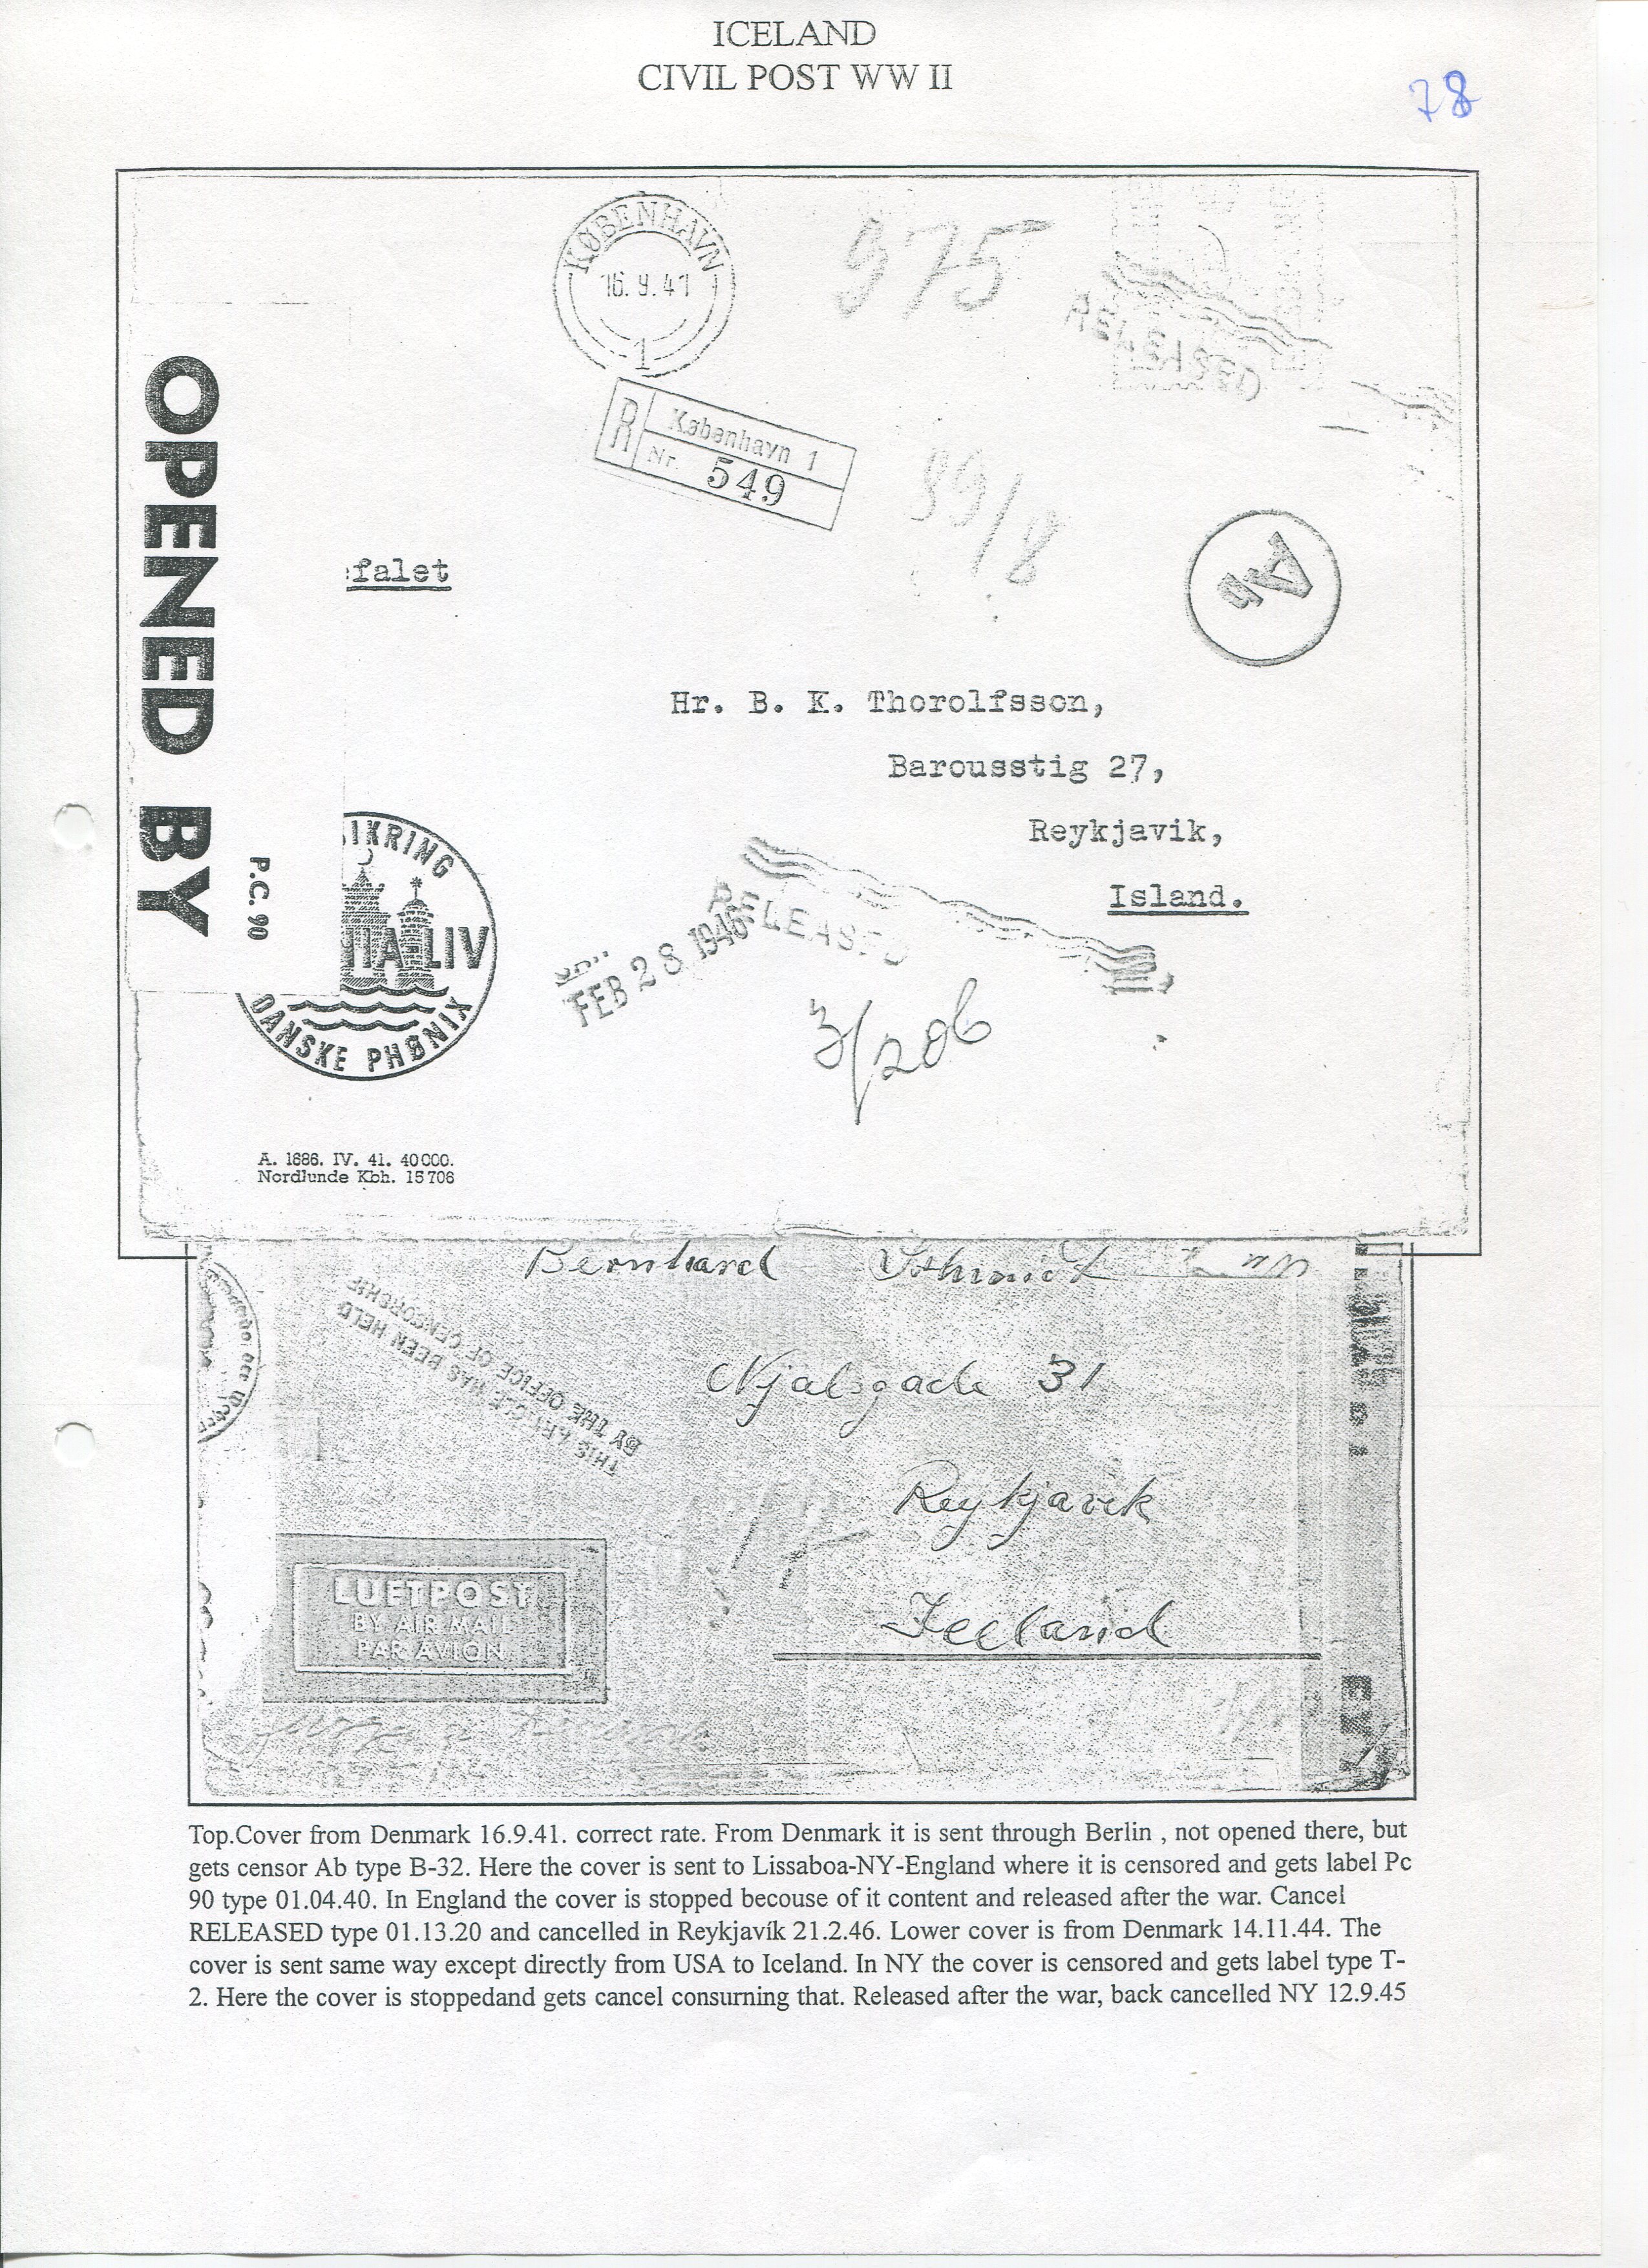 ICELAND
CIVIL POST WW II
78
KØBENHAVN
16.9.41
1
975
RELEASED
R København 1
Nr. 549
99/8
Ab
OPENED BY
P.C. 90
falet
Hr. B. K. Thorolfsson,
Barousstig 27,
Reykjavik,
Island.
IKRING
ITA-LIV
DANSKE PHØNIX
RELEASED
FEB 28 1946
3/206
A. 1686. IV. 41. 40000.
Nordlunde Kbh. 15706
Bernhard Schmidt
THIS ARTICLE HAS BEEN HELD
BY THE OFFICE OF CENSORSHIP
Njalsgade 31
Reykjavik
Iceland
LUFTPOST
BY AIR MAIL
PAR AVION
Top.Cover from Denmark 16.9.41. correct rate. From Denmark it is sent through Berlin , not opened there, but
gets censor Ab type B-32. Here the cover is sent to Lissaboa-NY-England where it is censored and gets label Pc
90 type 01.04.40. In England the cover is stopped becouse of it content and released after the war. Cancel
RELEASED type 01.13.20 and cancelled in Reykjavík 21.2.46. Lower cover is from Denmark 14.11.44. The
cover is sent same way except directly from USA to Iceland. In NY the cover is censored and gets label type T-
2. Here the cover is stoppedand gets cancel consurning that. Released after the war, back cancelled NY 12.9.45